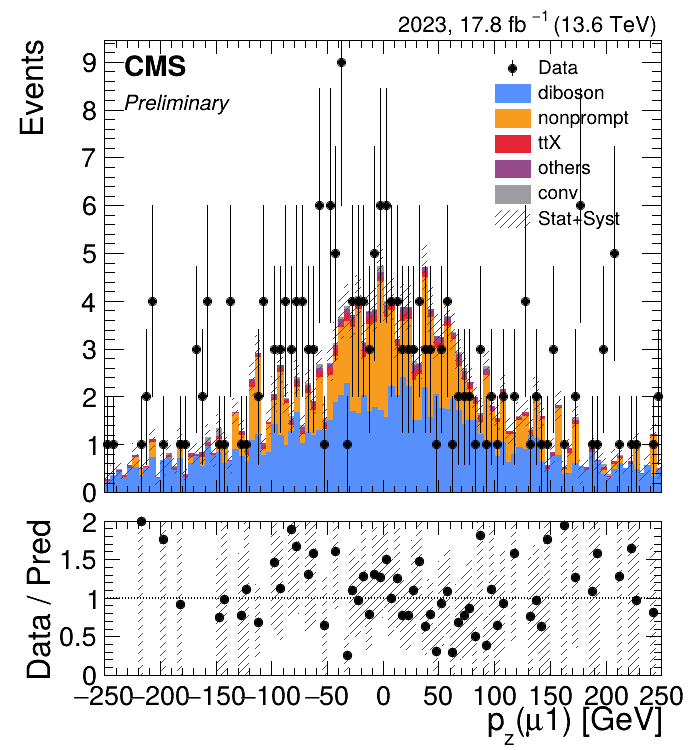 2023, 17.8 fb⁻¹ (13.6 TeV)
CMS
Preliminary
Events
9
8
7
6
5
4
3
2
1
0
Data
diboson
nonprompt
ttX
others
conv
Stat+Syst
Data / Pred
2
1.5
1
0.5
0
−250 −200 −150 −100 −50 0 50 100 150 200 250
p_z(μ1) [GeV]